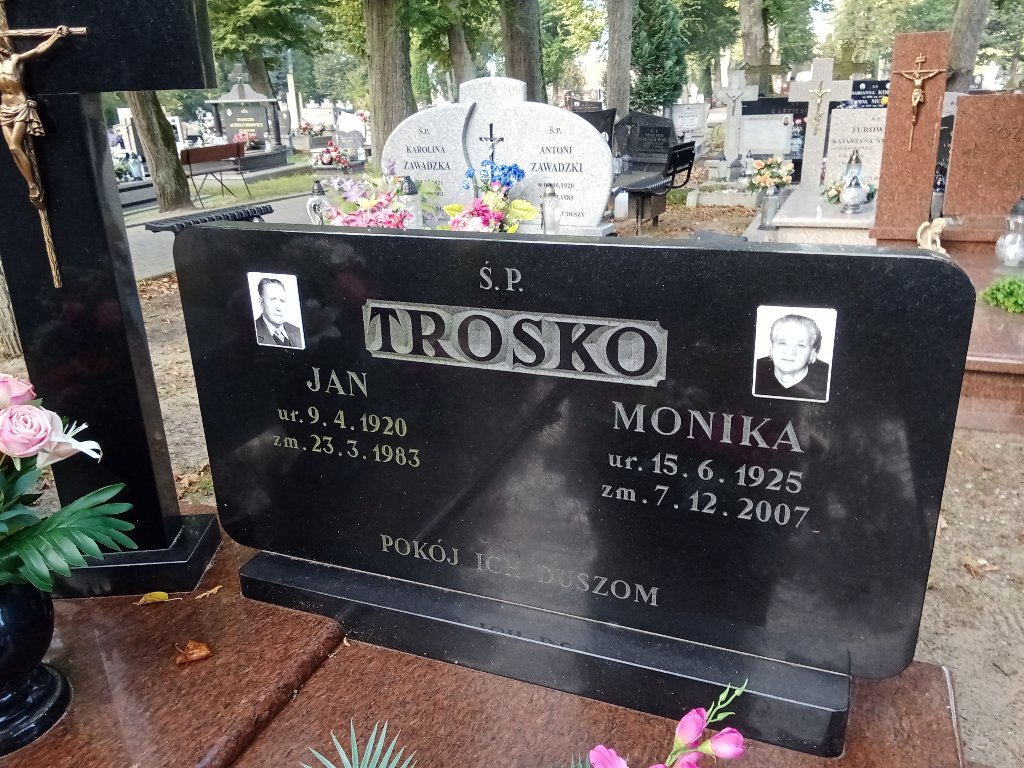 Ś.P.
KAROLINA
ZAWADZKA
Ś.P.
ANTONI
ZAWADZKI
Ś.P.
TROSKO
JAN
ur. 9. 4. 1920
zm. 23. 3. 1983
MONIKA
ur. 15. 6. 1925
zm. 7. 12. 2007
POKÓJ ICH DUSZOM